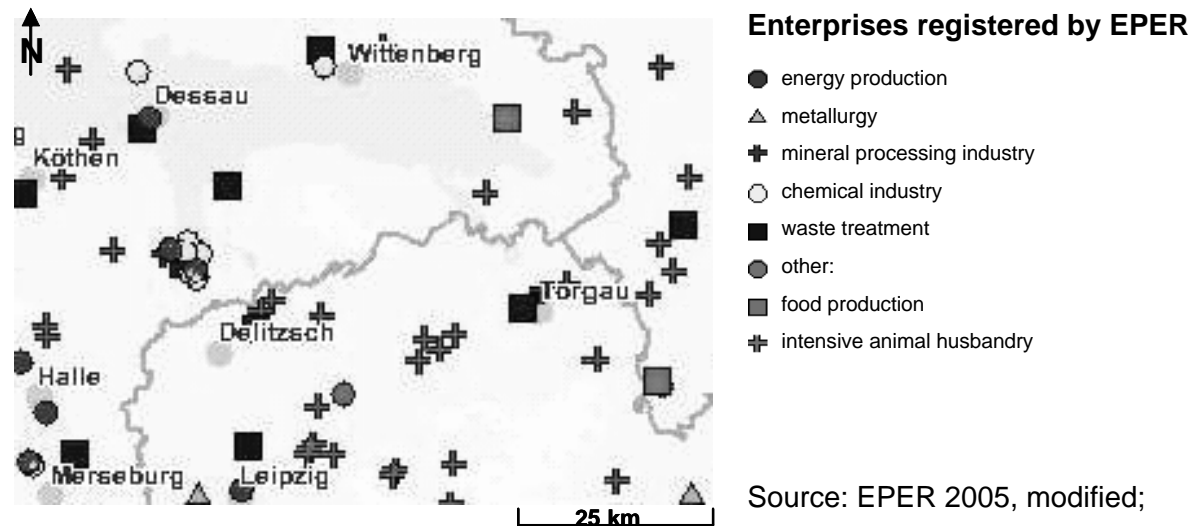 N
Wittenberg
Dessau
g
Köthen
Torgau
Delitzsch
Halle
Merseburg
Leipzig
25 km
Enterprises registered by EPER
energy production
metallurgy
mineral processing industry
chemical industry
waste treatment
other:
food production
intensive animal husbandry
Source: EPER 2005, modified;